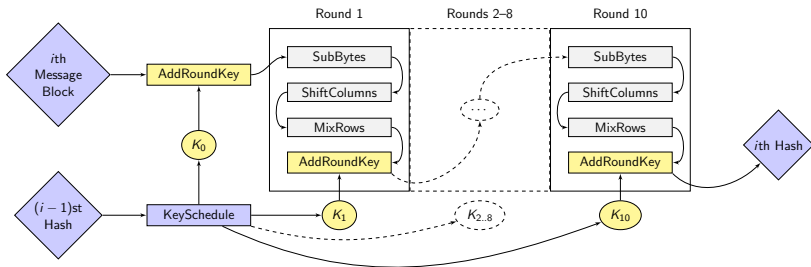 Round 1
Rounds 2–8
Round 10
ith
Message
Block
AddRoundKey
SubBytes
ShiftColumns
MixRows
AddRoundKey
...
SubBytes
ShiftColumns
MixRows
AddRoundKey
ith Hash
K0
(i − 1)st
Hash
KeySchedule
K1
K2..8
K10